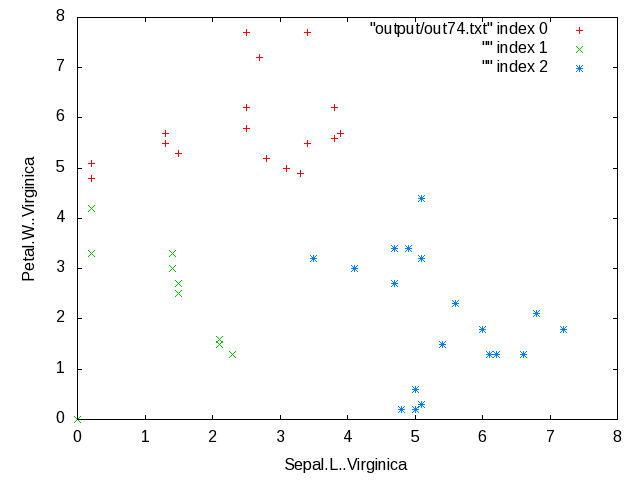 8
7
6
5
4
3
2
1
0
0 1 2 3 4 5 6 7 8
Petal.W..Virginica
Sepal.L..Virginica
"output/out74.txt" index 0
"" index 1
"" index 2